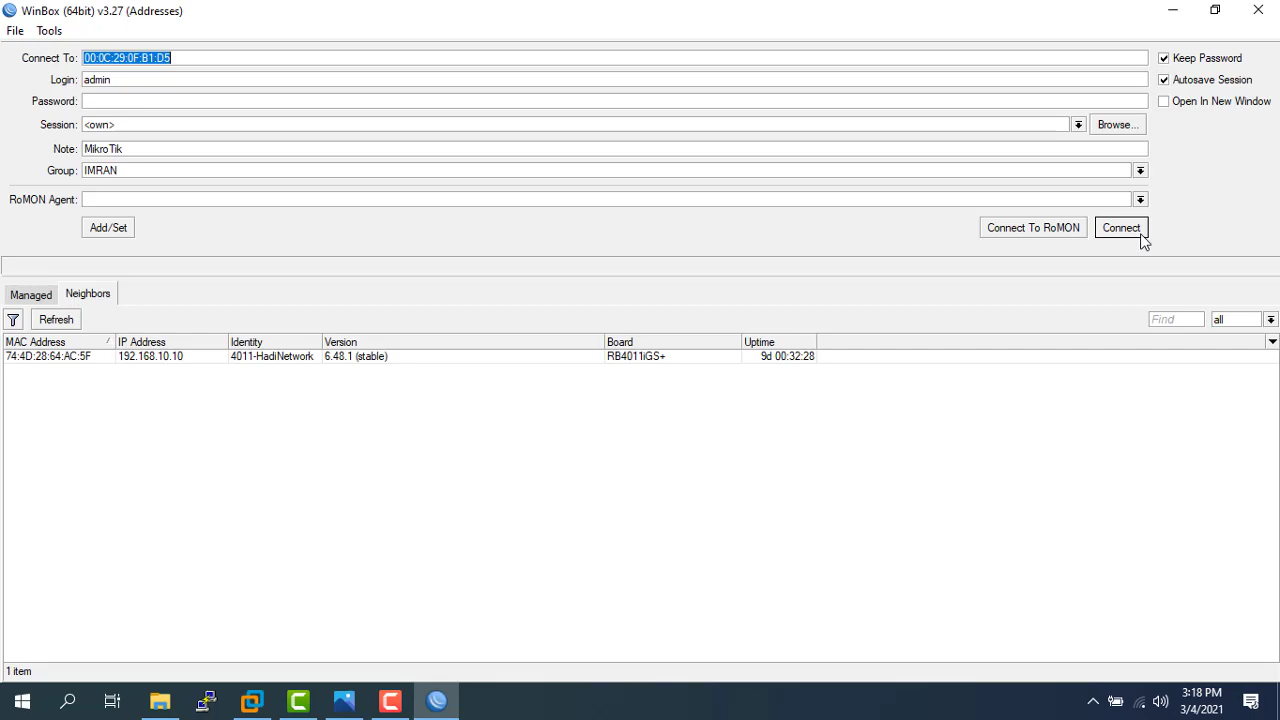 WinBox (64bit) v3.27 (Addresses)
File Tools
Connect To: 00:0C:29:0F:B1:D5
Keep Password
Login: admin
Autosave Session
Password:
Open In New Window
Session: <own>
Browse...
Note: MikroTik
Group: IMRAN
RoMON Agent:
Add/Set
Connect To RoMON
Connect
Managed
Neighbors
Refresh
Find
all
MAC Address / IP Address Identity Version Board Uptime
74:4D:28:64:AC:5F 192.168.10.10 4011-HadiNetwork 6.48.1 (stable) RB4011iGS+ 9d 00:32:28
1 item
3:18 PM
3/4/2021